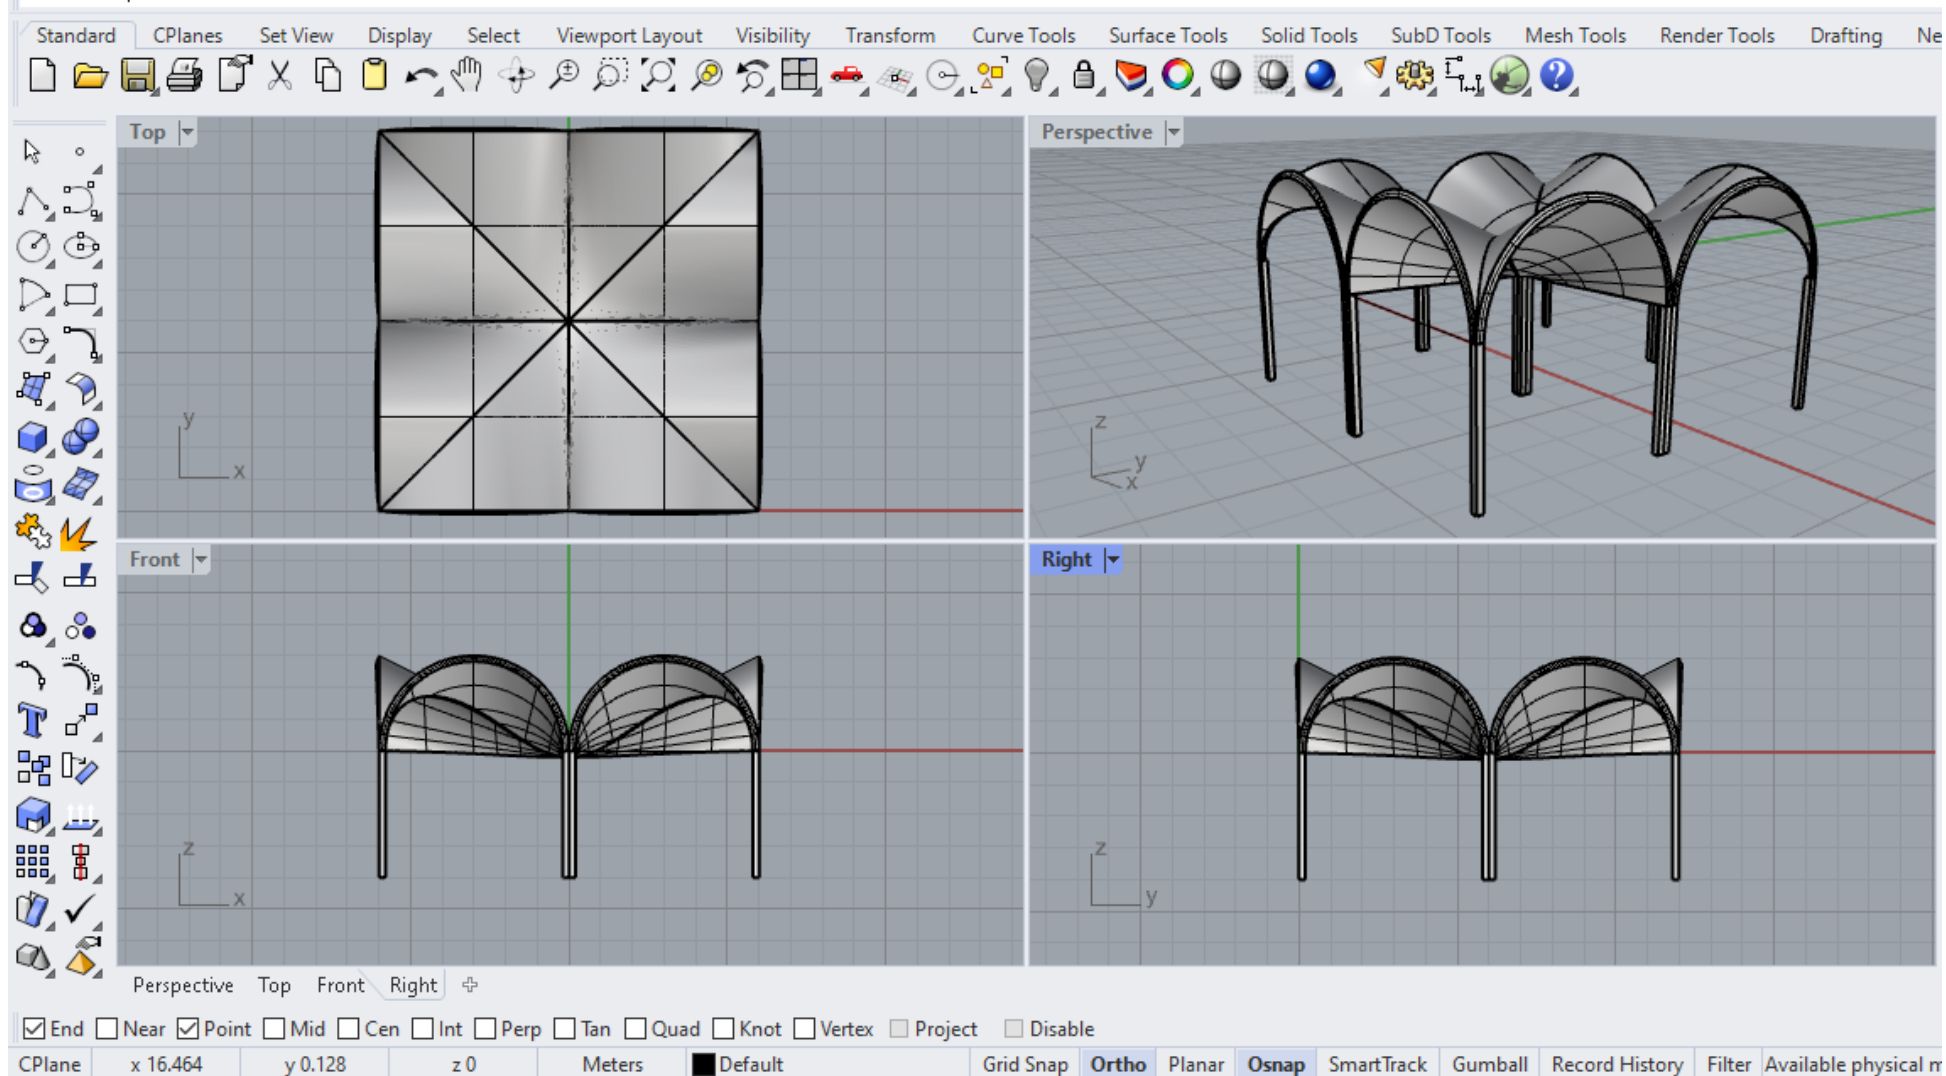 Standard CPlanes Set View Display Select Viewport Layout Visibility Transform Curve Tools Surface Tools Solid Tools SubD Tools Mesh Tools Render Tools Drafting Ne
Top
Perspective
y
x
z
y
x
Front
Right
z
x
z
y
Perspective Top Front Right
End Near Point Mid Cen Int Perp Tan Quad Knot Vertex Project Disable
CPlane x 16.464 y 0.128 z 0 Meters Default Grid Snap Ortho Planar Osnap SmartTrack Gumball Record History Filter Available physical m